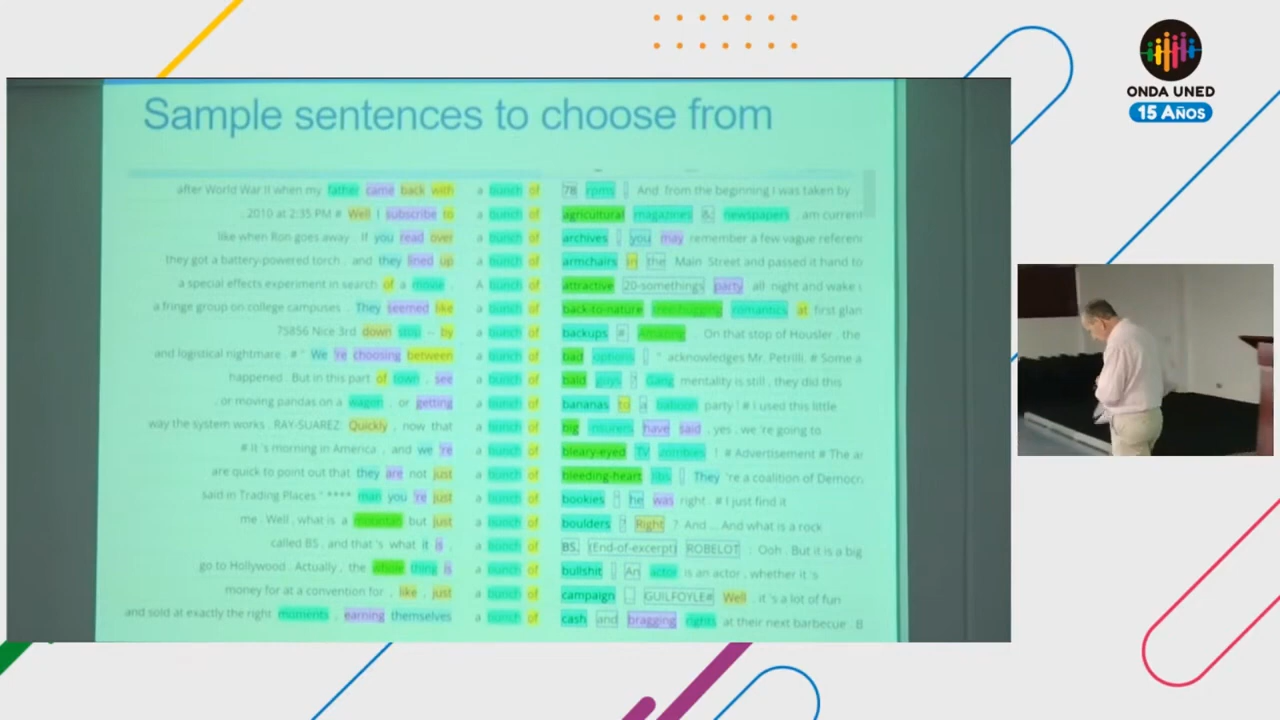 ONDA UNED
15 AÑOS
Sample sentences to choose from
after World War II when my father came back with a bunch of 78 rpms . And from the beginning I was taken by
, 2010 at 2:35 PM # Well I subscribe to a bunch of agricultural magazines & newspapers , am current
like when Ron goes away . If you read over a bunch of archives , you may remember a few vague referen
they got a battery-powered torch , and they lined up a bunch of armchairs in the Main Street and passed it hand to
a special effects experiment in search of a movie . A bunch of attractive 20-somethings party all night and wake
a fringe group on college campuses . They seemed like a bunch of back-to-nature tree-hugging romantics at first glan
75856 Nice 3rd down stop -- by a bunch of backups # Amazing On that stop of Housler , the
and logistical nightmare . # " We 're choosing between a bunch of bad options , " acknowledges Mr. Petrilli. # Some a
happened . But in this part of town , see a bunch of bald guys ? Gang mentality is still , they did this
, or moving pandas on a wagon , or getting a bunch of bananas to a balloon party ! # I used this little
way the system works . RAY-SUAREZ Quickly , now that a bunch of big insurers have said , yes , we 're going to
# It 's morning in America , and we 're a bunch of bleary-eyed TV zombies ! # Advertisement # The ar
are quick to point out that they are not just a bunch of bleeding-heart libs . They 're a coalition of Democr
said in Trading Places " **** man you 're just a bunch of bookies " he was right . # I just find it
me . Well , what is a mountain but just a bunch of boulders ? Right ? And ... And what is a rock
called BS , and that 's what it is , a bunch of BS. (End-of-excerpt) ROBELOT : Ooh . But it is a big
go to Hollywood . Actually , the whole thing is a bunch of bullshit . An actor is an actor , whether it 's
money for at a convention for , like , just a bunch of campaign . GUILFOYLE# Well , it 's a lot of fun
and sold at exactly the right moments , earning themselves a bunch of cash and bragging rights at their next barbecue . B